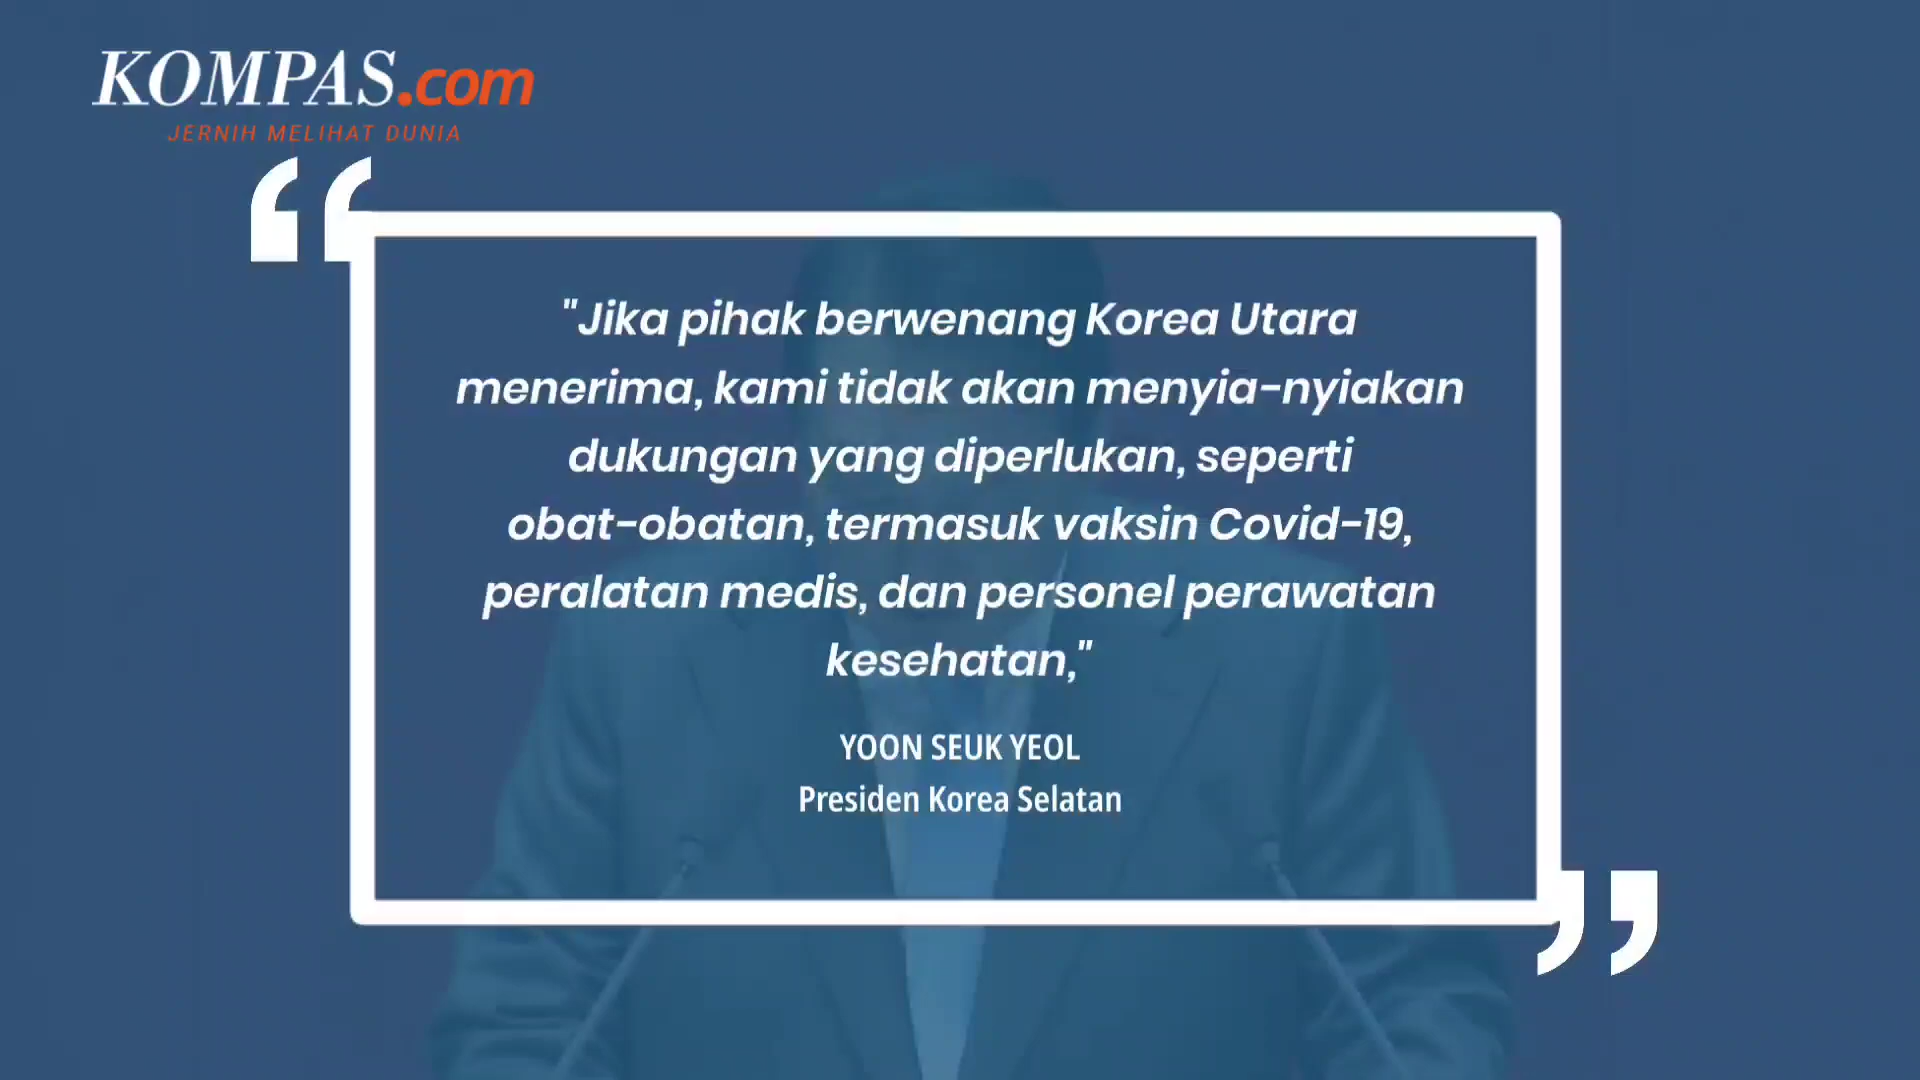 KOMPAS.com
JERNIH MELIHAT DUNIA
"Jika pihak berwenang Korea Utara
menerima, kami tidak akan menyia-nyiakan
dukungan yang diperlukan, seperti
obat-obatan, termasuk vaksin Covid-19,
peralatan medis, dan personel perawatan
kesehatan,"
YOON SEUK YEOL
Presiden Korea Selatan